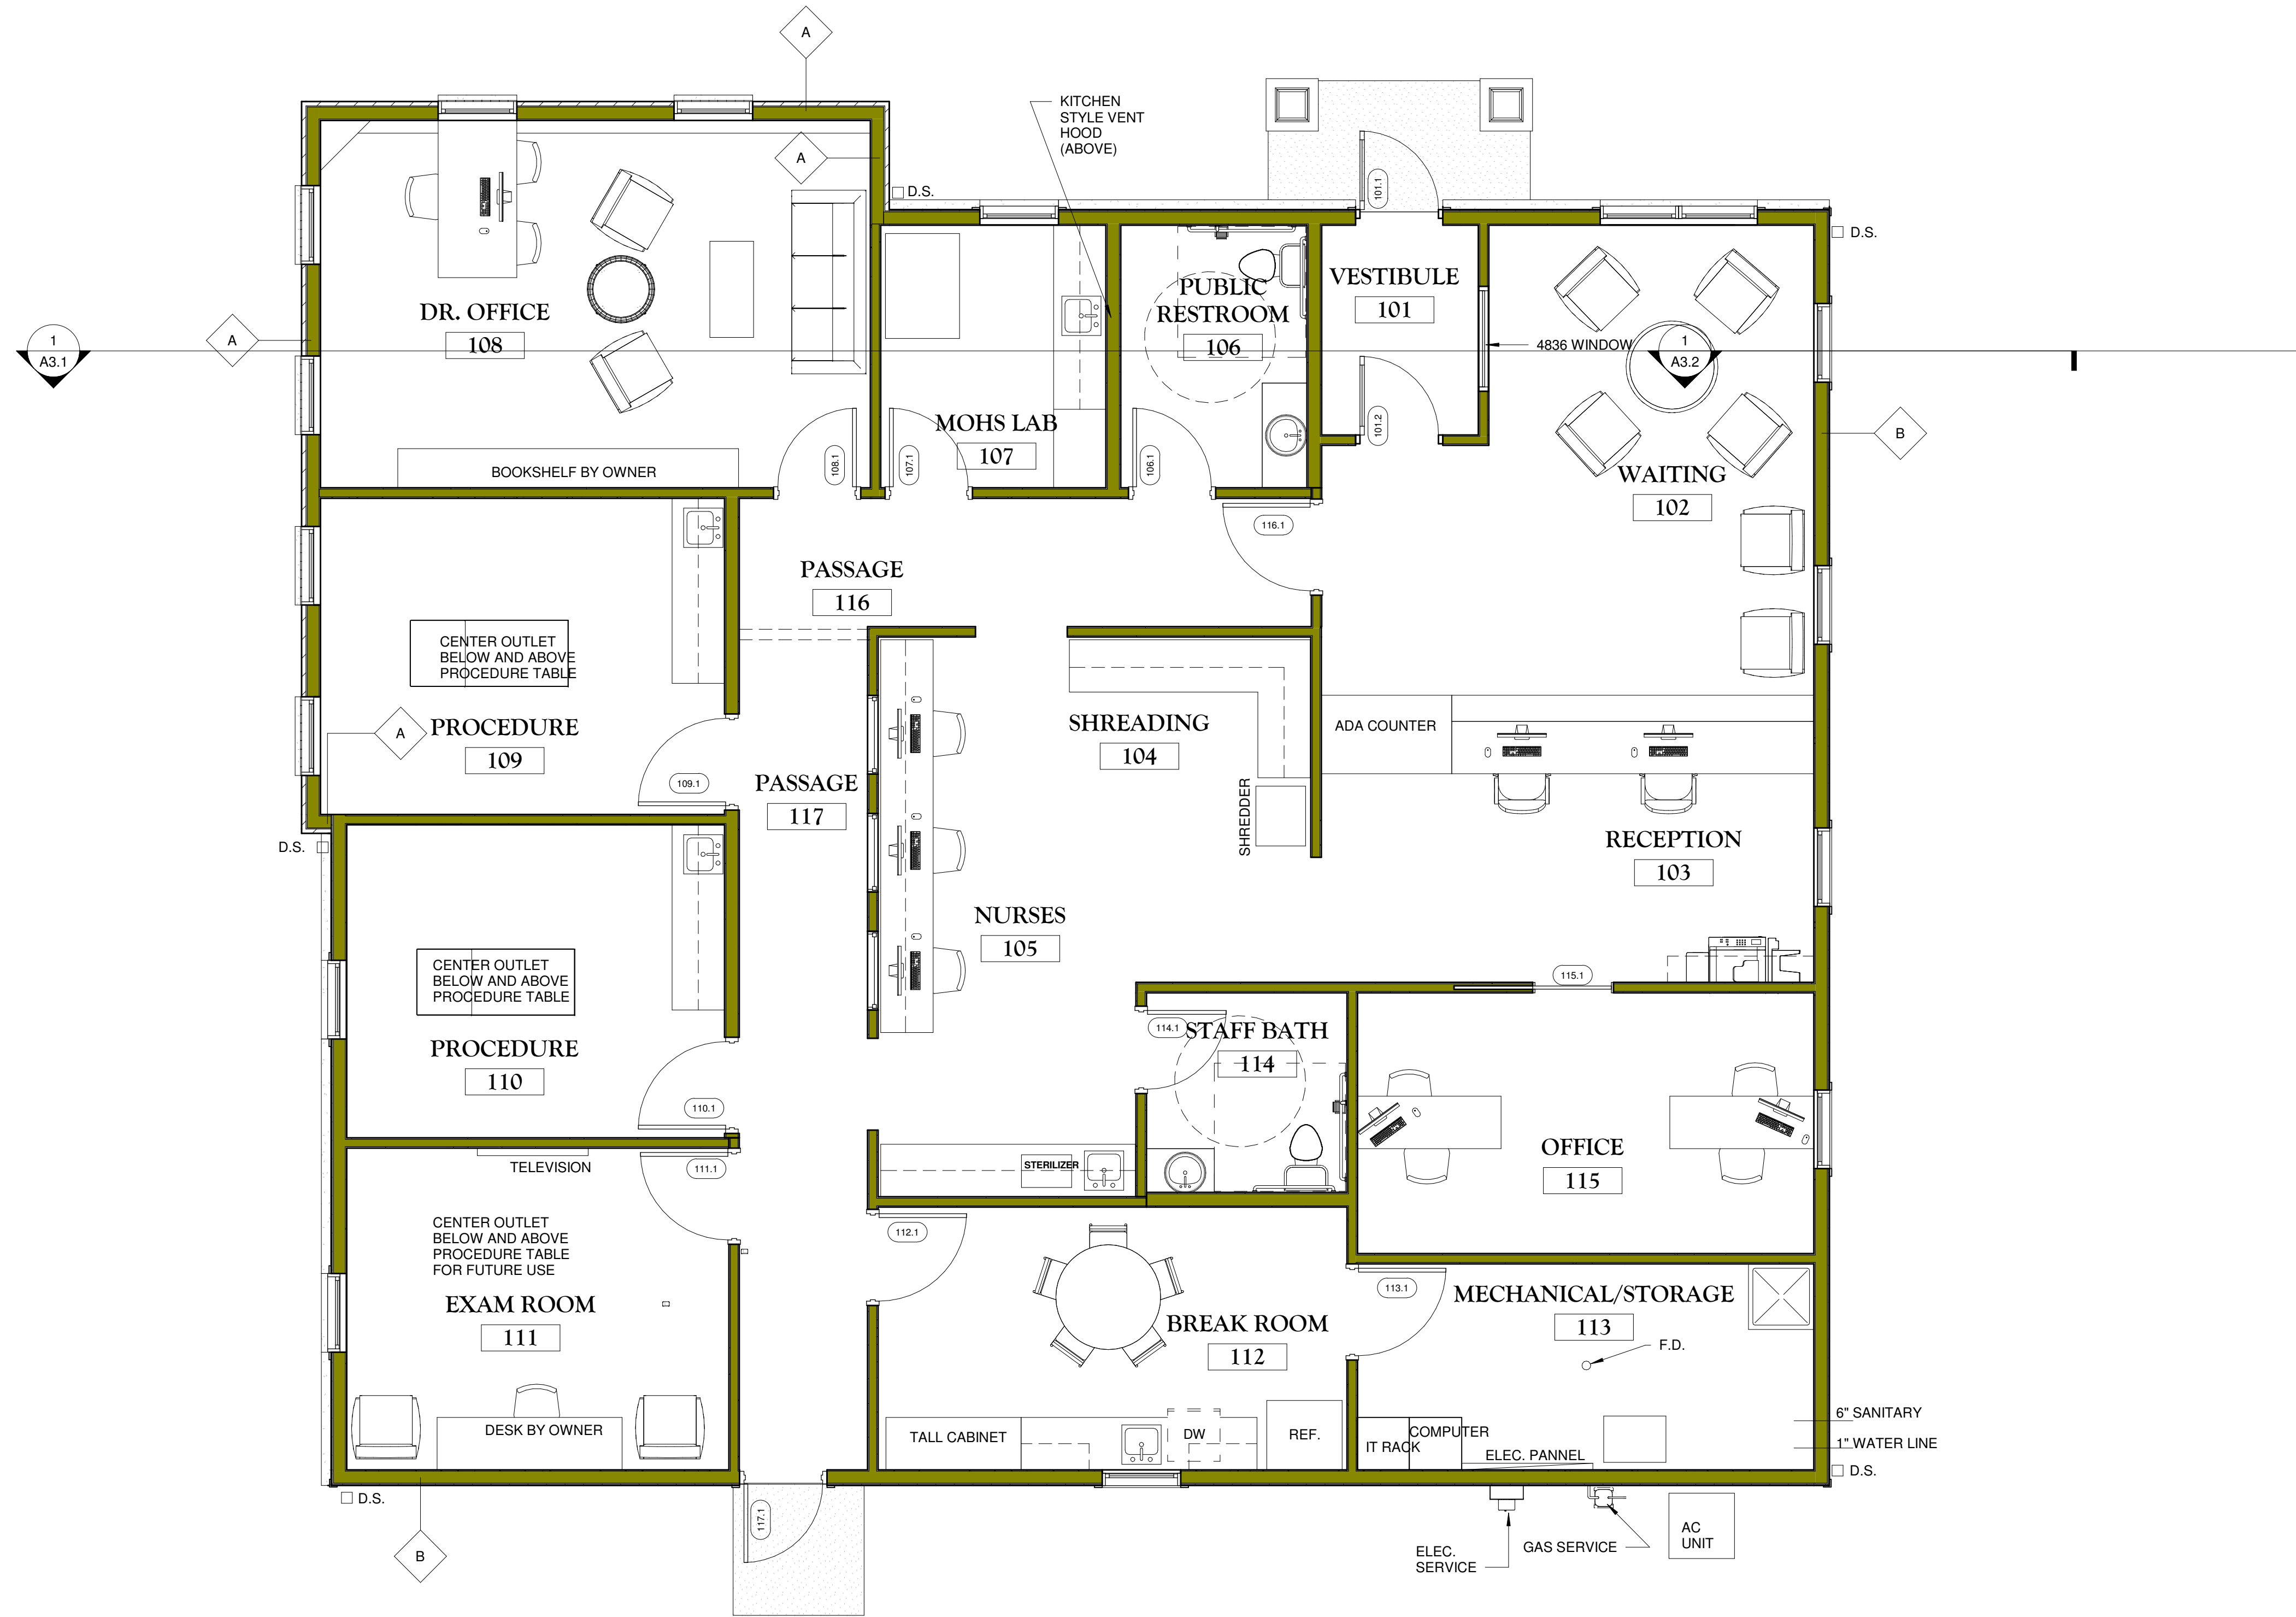 A
KITCHEN
STYLE VENT
HOOD
(ABOVE)
A
D.S.
101.1
D.S.
DR. OFFICE
108
PUBLIC
RESTROOM
106
VESTIBULE
101
4836 WINDOW
1
A3.1
A
1
A3.2
MOHS LAB
107
101.2
B
WAITING
102
BOOKSHELF BY OWNER
108.1
107.1
106.1
116.1
PASSAGE
116
CENTER OUTLET
BELOW AND ABOVE
PROCEDURE TABLE
PROCEDURE
109
A
109.1
PASSAGE
117
SHREADING
104
SHREDDER
ADA COUNTER
RECEPTION
103
D.S.
NURSES
105
CENTER OUTLET
BELOW AND ABOVE
PROCEDURE TABLE
PROCEDURE
110
110.1
115.1
114.1
STAFF BATH
114
OFFICE
115
TELEVISION
111.1
STERILIZER
CENTER OUTLET
BELOW AND ABOVE
PROCEDURE TABLE
FOR FUTURE USE
EXAM ROOM
111
112.1
BREAK ROOM
112
113.1
MECHANICAL/STORAGE
113
F.D.
DESK BY OWNER
TALL CABINET
DW
REF.
IT RACK
COMPUTER
ELEC. PANNEL
6" SANITARY
1" WATER LINE
D.S.
D.S.
117.1
B
ELEC.
SERVICE
GAS SERVICE
AC
UNIT